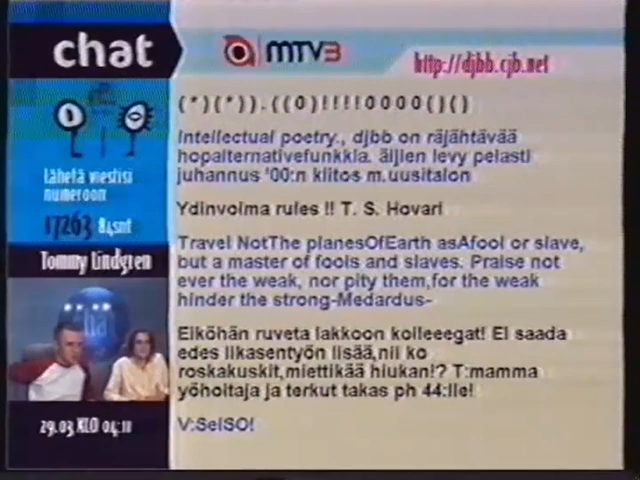 chat
MTV3
http://djbb.cjb.net
(*)(*)).((0)!!!!0000()()
Intellectual poetry., djbb on räjähtävää
hopalternativefunkkia. äijien levy pelasti
juhannus '00:n kiitos m.uusitalon
Lähetä viestisi
numeroon
17263 84snt
Ydinvoima rules !! T. S. Hovari
Tommy Lindgren
Travel NotThe planesOfEarth asAfool or slave,
but a master of fools and slaves. Praise not
ever the weak, nor pity them,for the weak
hinder the strong-Medardus-
Eiköhän ruveta lakkoon kolleeegat! Ei saada
edes likasentyön lisää,nii ko
roskakuskit,miettikää hiukan!? T:mamma
yöhoitaja ja terkut takas ph 44:lle!
29.03.KLO 04:11
V:SeISO!